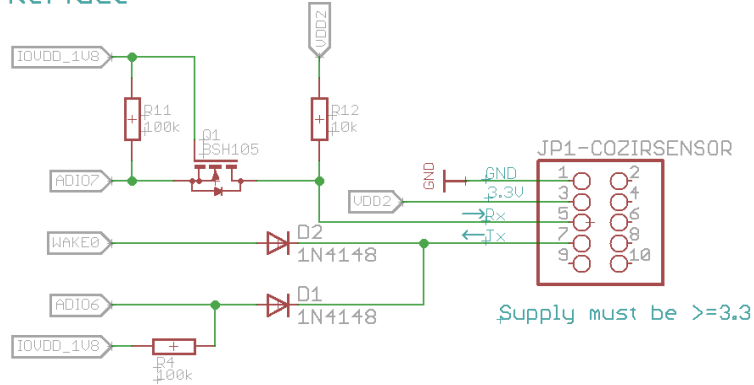 IOVDD_1V8
VDD2
R11
100k
R12
10k
Q1
BSH105
JP1-COZIRSENSOR
ADIO7
GND
GND
1
2
3.3V
3
4
VDD2
Rx
5
6
WAKE0
D2
1N4148
Tx
7
8
9
10
ADIO6
D1
1N4148
Supply must be >=3.3
IOVDD_1V8
R4
100k